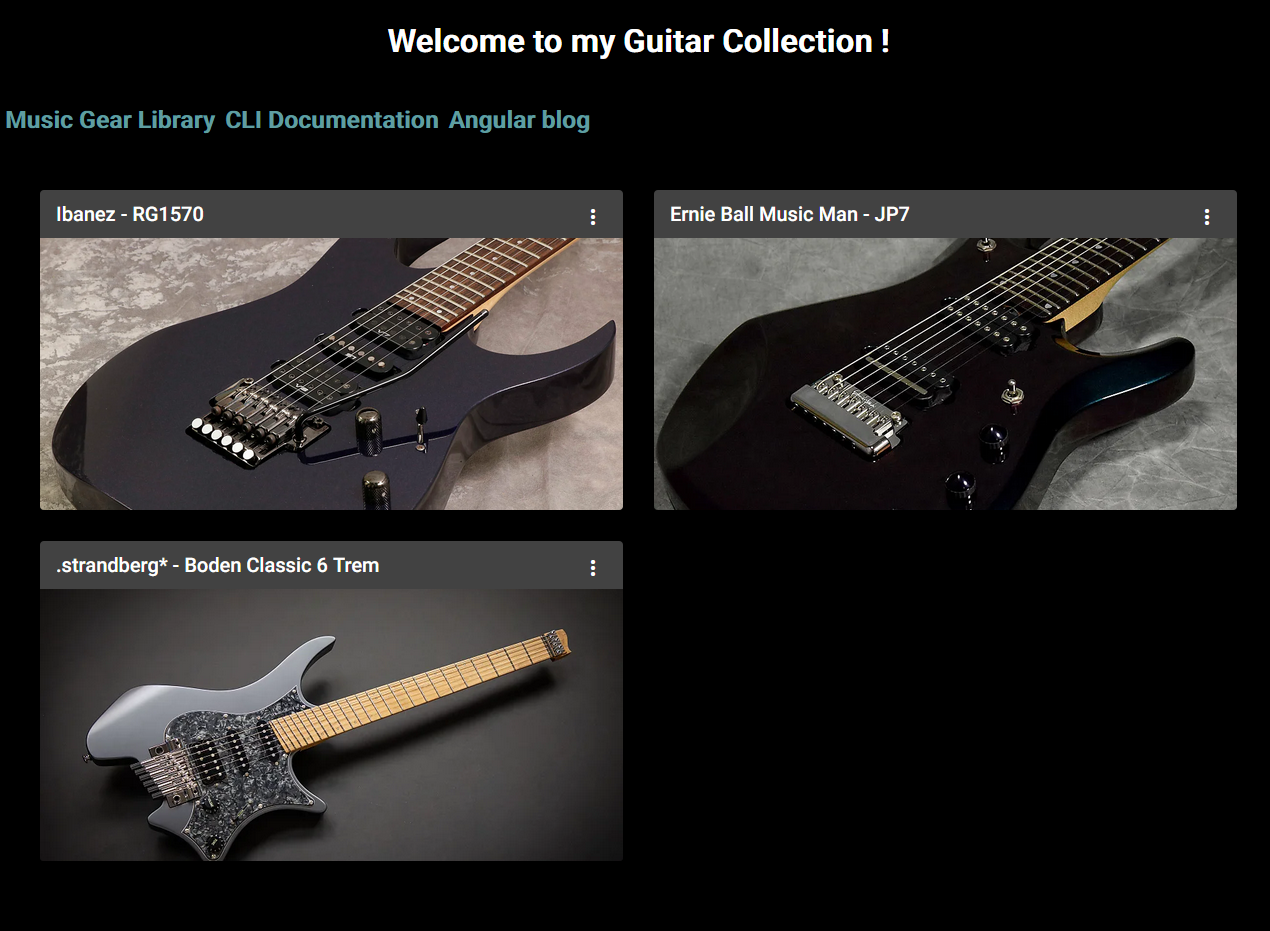 Welcome to my Guitar Collection !
Music Gear Library CLI Documentation Angular blog
Ibanez - RG1570
Ernie Ball Music Man - JP7
.strandberg* - Boden Classic 6 Trem